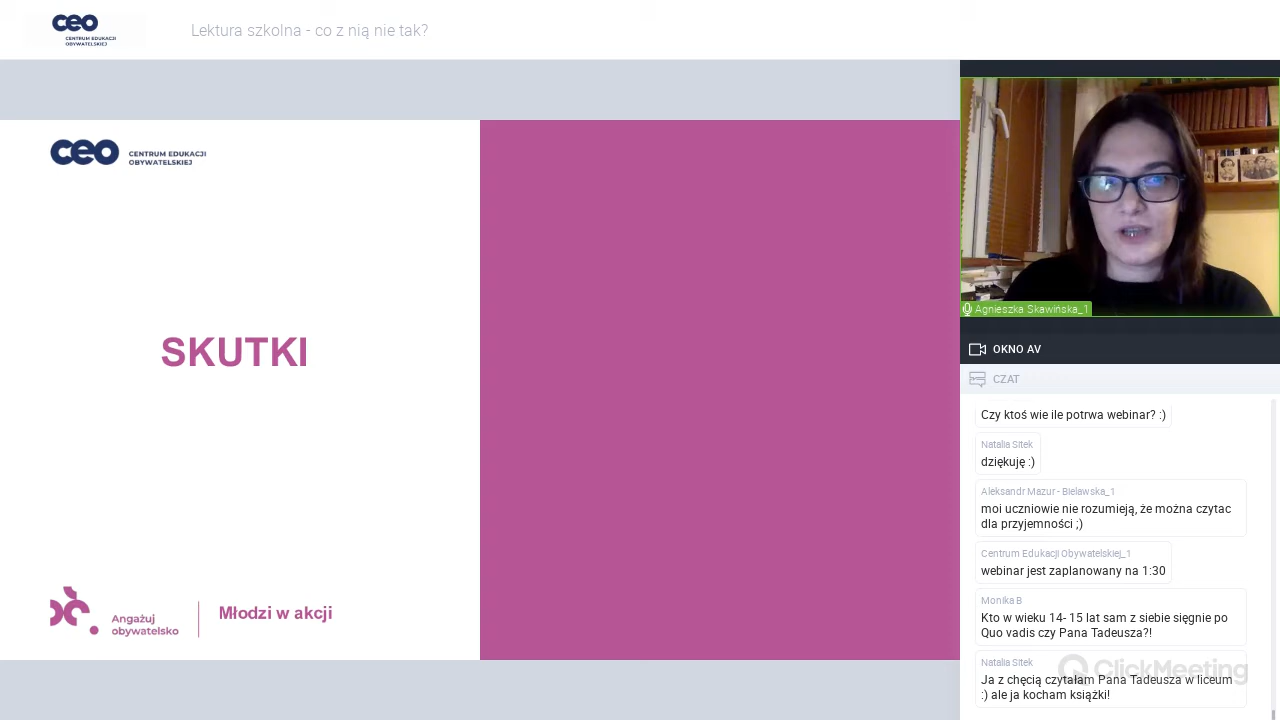 ceo
CENTRUM EDUKACJI
OBYWATELSKIEJ
Lektura szkolna - co z nią nie tak?
ceo
CENTRUM EDUKACJI
OBYWATELSKIEJ
SKUTKI
Angażuj
obywatelsko
Młodzi w akcji
Agnieszka Skawińska_1
OKNO AV
CZAT
Czy ktoś wie ile potrwa webinar? :)
Natalia Sitek
dziękuję :)
Aleksandr Mazur - Bielawska_1
moi uczniowie nie rozumieją, że można czytac
dla przyjemności ;)
Centrum Edukacji Obywatelskiej_1
webinar jest zaplanowany na 1:30
Monika B
Kto w wieku 14- 15 lat sam z siebie sięgnie po
Quo vadis czy Pana Tadeusza?!
Natalia Sitek
Ja z chęcią czytałam Pana Tadeusza w liceum
:) ale ja kocham książki!
ClickMeeting